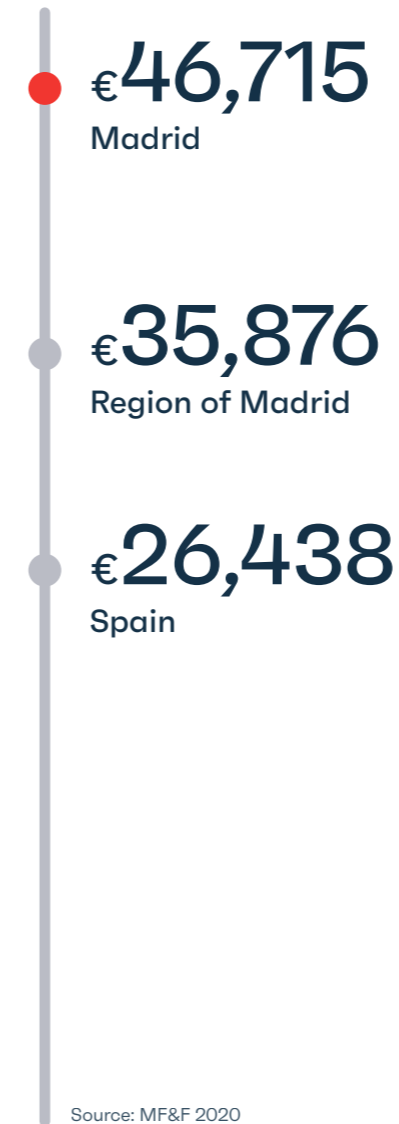 €46,715
Madrid
€35,876
Region of Madrid
€26,438
Spain
Source: MF&F 2020